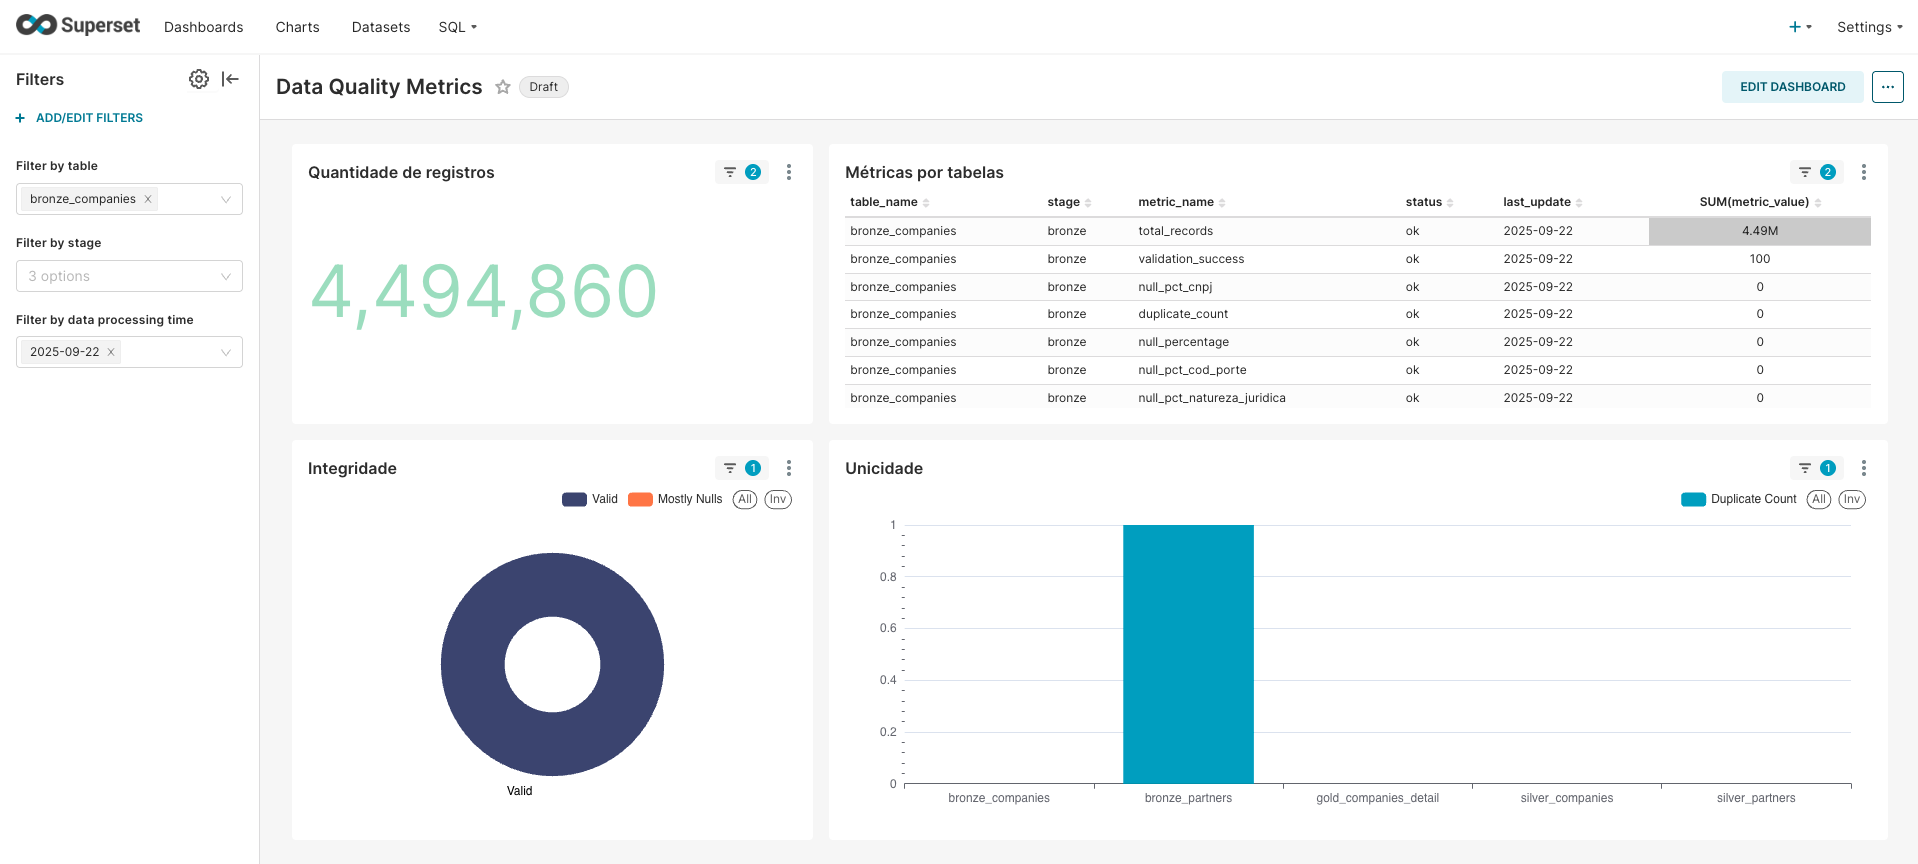 Superset Dashboards Charts Datasets SQL + Settings
Filters
+ ADD/EDIT FILTERS
Filter by table
bronze_companies ×
Filter by stage
3 options
Filter by data processing time
2025-09-22 ×
Data Quality Metrics Draft EDIT DASHBOARD ...
Quantidade de registros 2
4,494,860
Métricas por tabelas 2
table_name stage metric_name status last_update SUM(metric_value)
bronze_companies bronze total_records ok 2025-09-22 4.49M
bronze_companies bronze validation_success ok 2025-09-22 100
bronze_companies bronze null_pct_cnpj ok 2025-09-22 0
bronze_companies bronze duplicate_count ok 2025-09-22 0
bronze_companies bronze null_percentage ok 2025-09-22 0
bronze_companies bronze null_pct_cod_porte ok 2025-09-22 0
bronze_companies bronze null_pct_natureza_juridica ok 2025-09-22 0
Integridade 1
Valid Mostly Nulls All Inv
Valid
Unicidade 1
Duplicate Count All Inv
1
0.8
0.6
0.4
0.2
0
bronze_companies bronze_partners gold_companies_detail silver_companies silver_partners